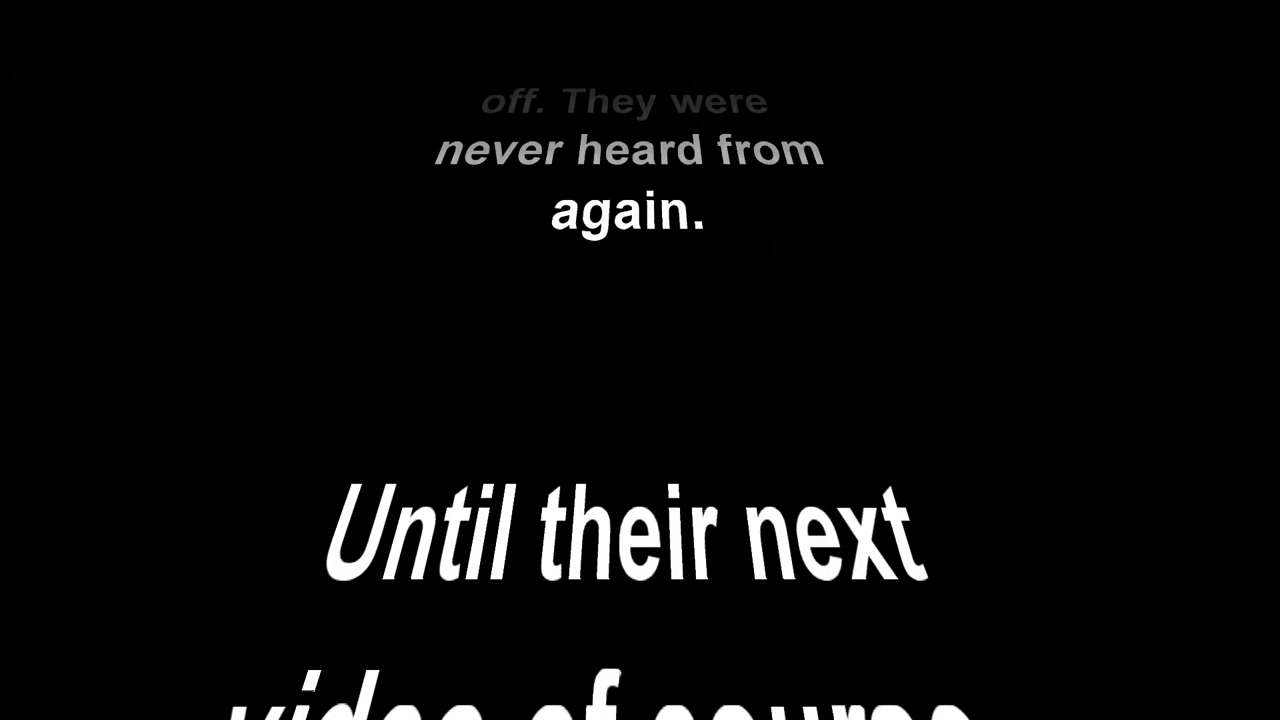 off. They were
never heard from
again.
Until their next
video of course